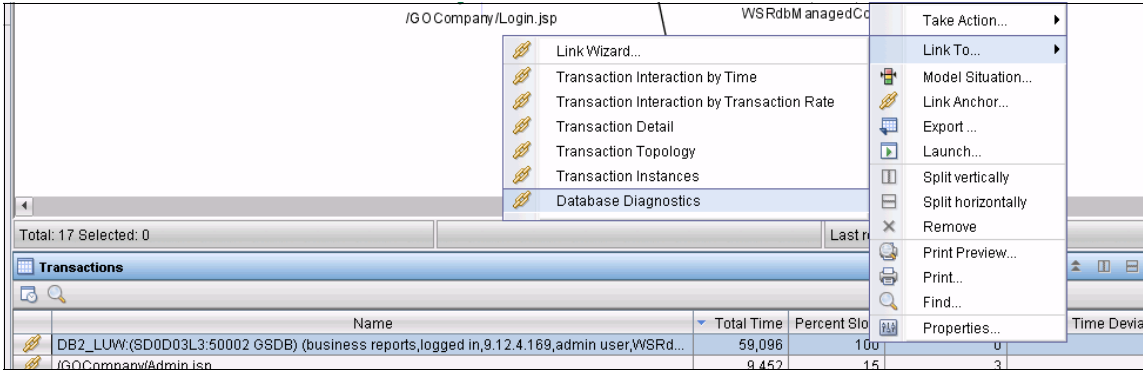 /GOCompany/Login.jsp
WSRdbManagedCo
Take Action...
Link To...
Model Situation...
Link Anchor...
Export ...
Launch...
Split vertically
Split horizontally
Remove
Print Preview...
Print...
Find...
Properties...
Link Wizard...
Transaction Interaction by Time
Transaction Interaction by Transaction Rate
Transaction Detail
Transaction Topology
Transaction Instances
Database Diagnostics
Total: 17 Selected: 0
Last re
Transactions
Name Total Time Percent Slo Time Devia
DB2_LUW:(SD0D03L3:50002 GSDB) (business reports,logged in,9.12.4.169,admin user,WSRd... 59,096 100 0
/GOCompany/Admin.jsp 9,452 15 3